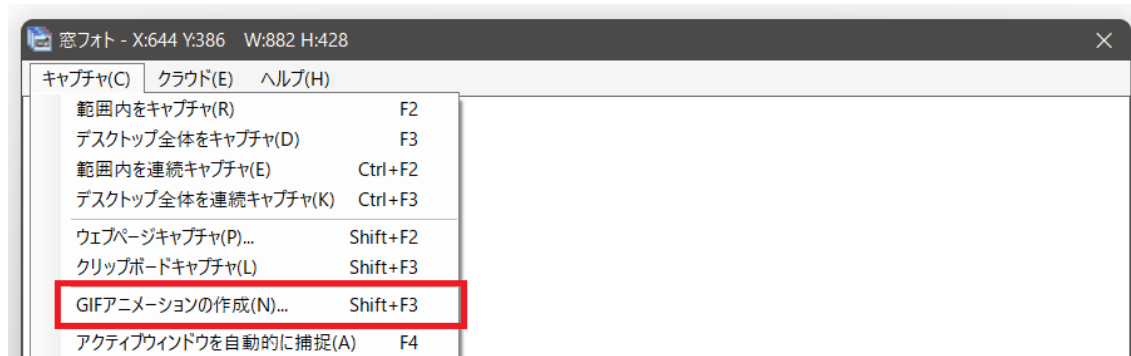 窓フォト - X:644 Y:386 W:882 H:428
キャプチャ(C) クラウド(E) ヘルプ(H)
範囲内をキャプチャ(R) F2
デスクトップ全体をキャプチャ(D) F3
範囲内を連続キャプチャ(E) Ctrl+F2
デスクトップ全体を連続キャプチャ(K) Ctrl+F3
ウェブページキャプチャ(P)... Shift+F2
クリップボードキャプチャ(L) Shift+F3
GIFアニメーションの作成(N)... Shift+F3
アクティブウィンドウを自動的に捕捉(A) F4